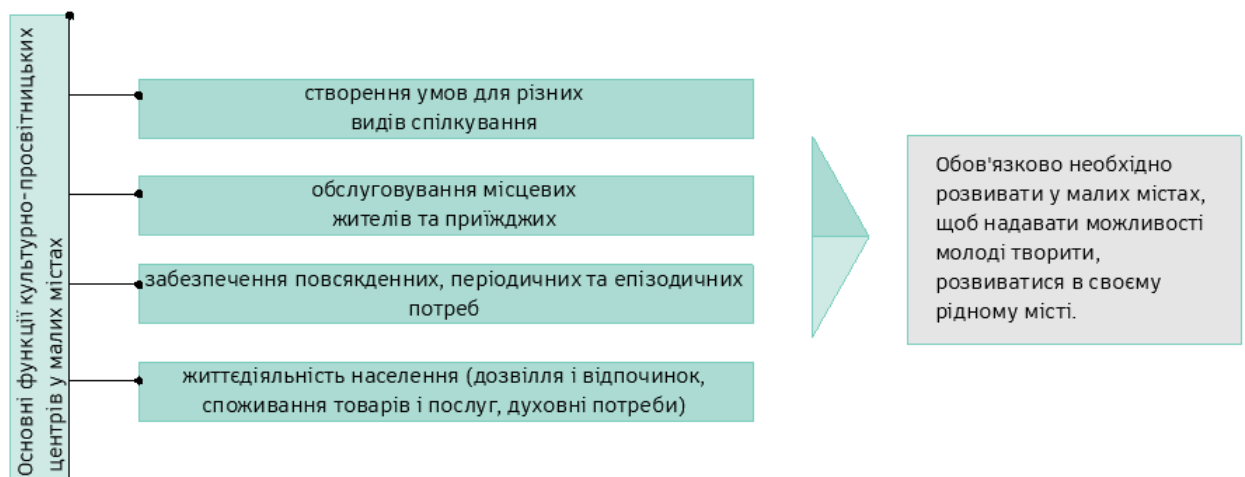 Основні функції культурно-просвітницьких
центрів у малих містах
створення умов для різних
видів спілкування
обслуговування місцевих
жителів та приїжджих
забезпечення повсякденних, періодичних та епізодичних
потреб
життєдіяльність населення (дозвілля і відпочинок,
споживання товарів і послуг, духовні потреби)
Обов'язково необхідно
розвивати у малих містах,
щоб надавати можливості
молоді творити,
розвиватися в своєму
рідному місті.